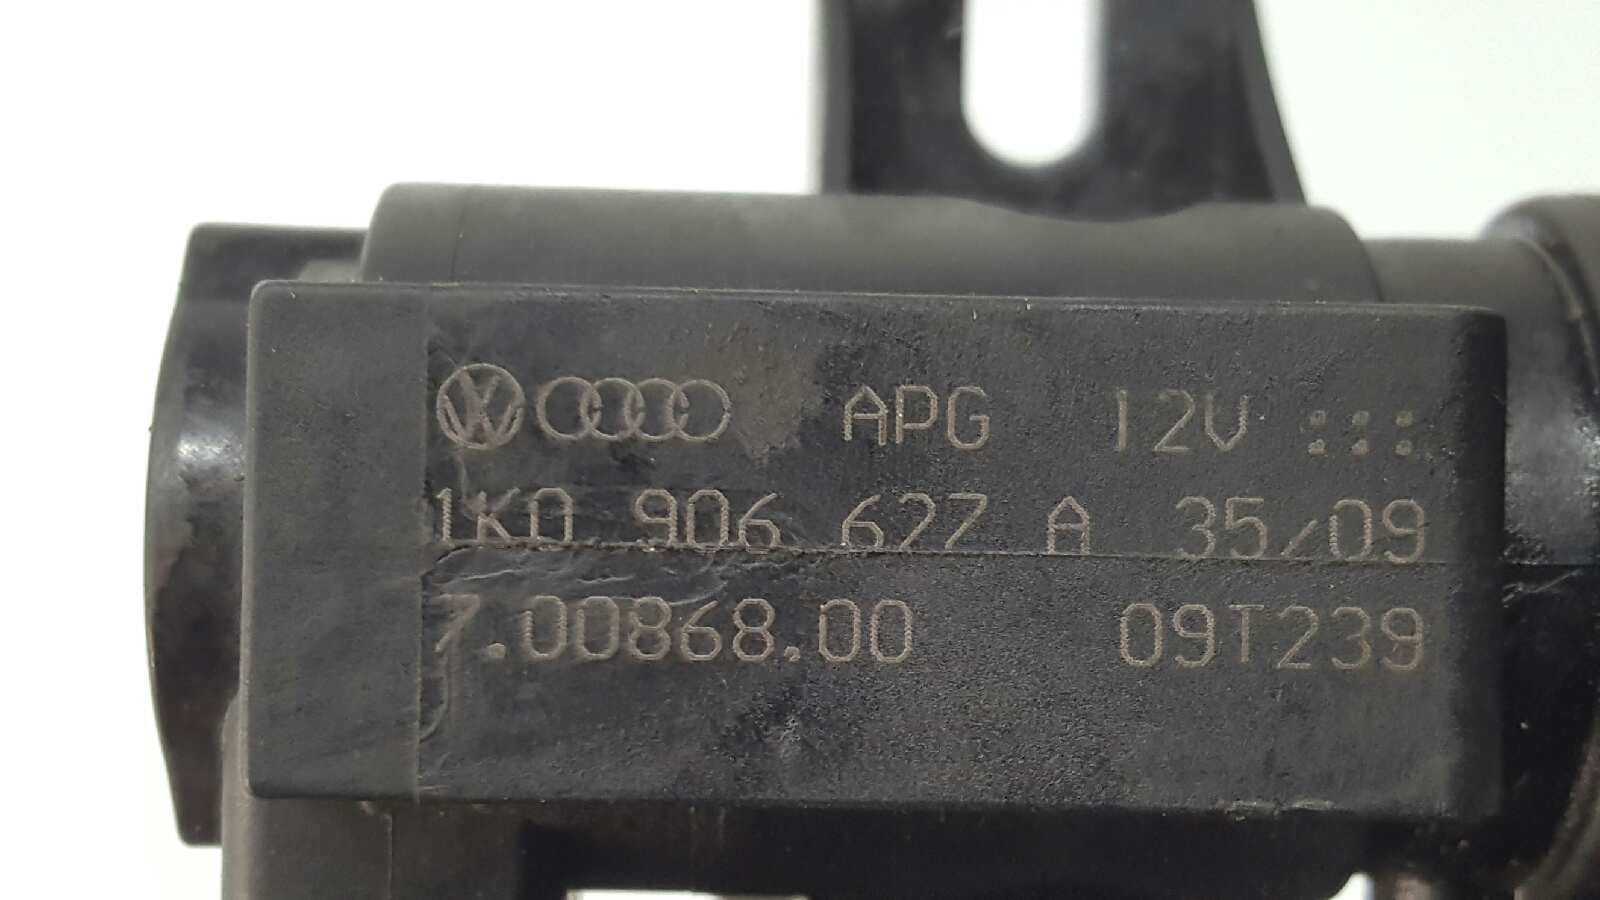 APG 12V
1K0 906 627 A 35/09
7.00868.00 09T239